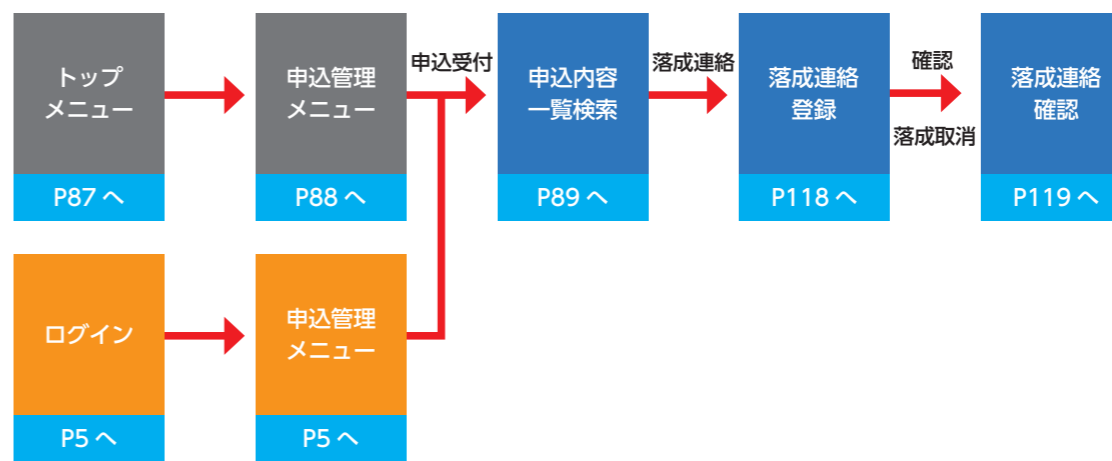 トップ
メニュー
P87 へ
申込管理
メニュー
P88 へ
申込受付
申込内容
一覧検索
P89 へ
落成連絡
落成連絡
登録
P118 へ
確認
落成取消
落成連絡
確認
P119 へ
ログイン
P5 へ
申込管理
メニュー
P5 へ